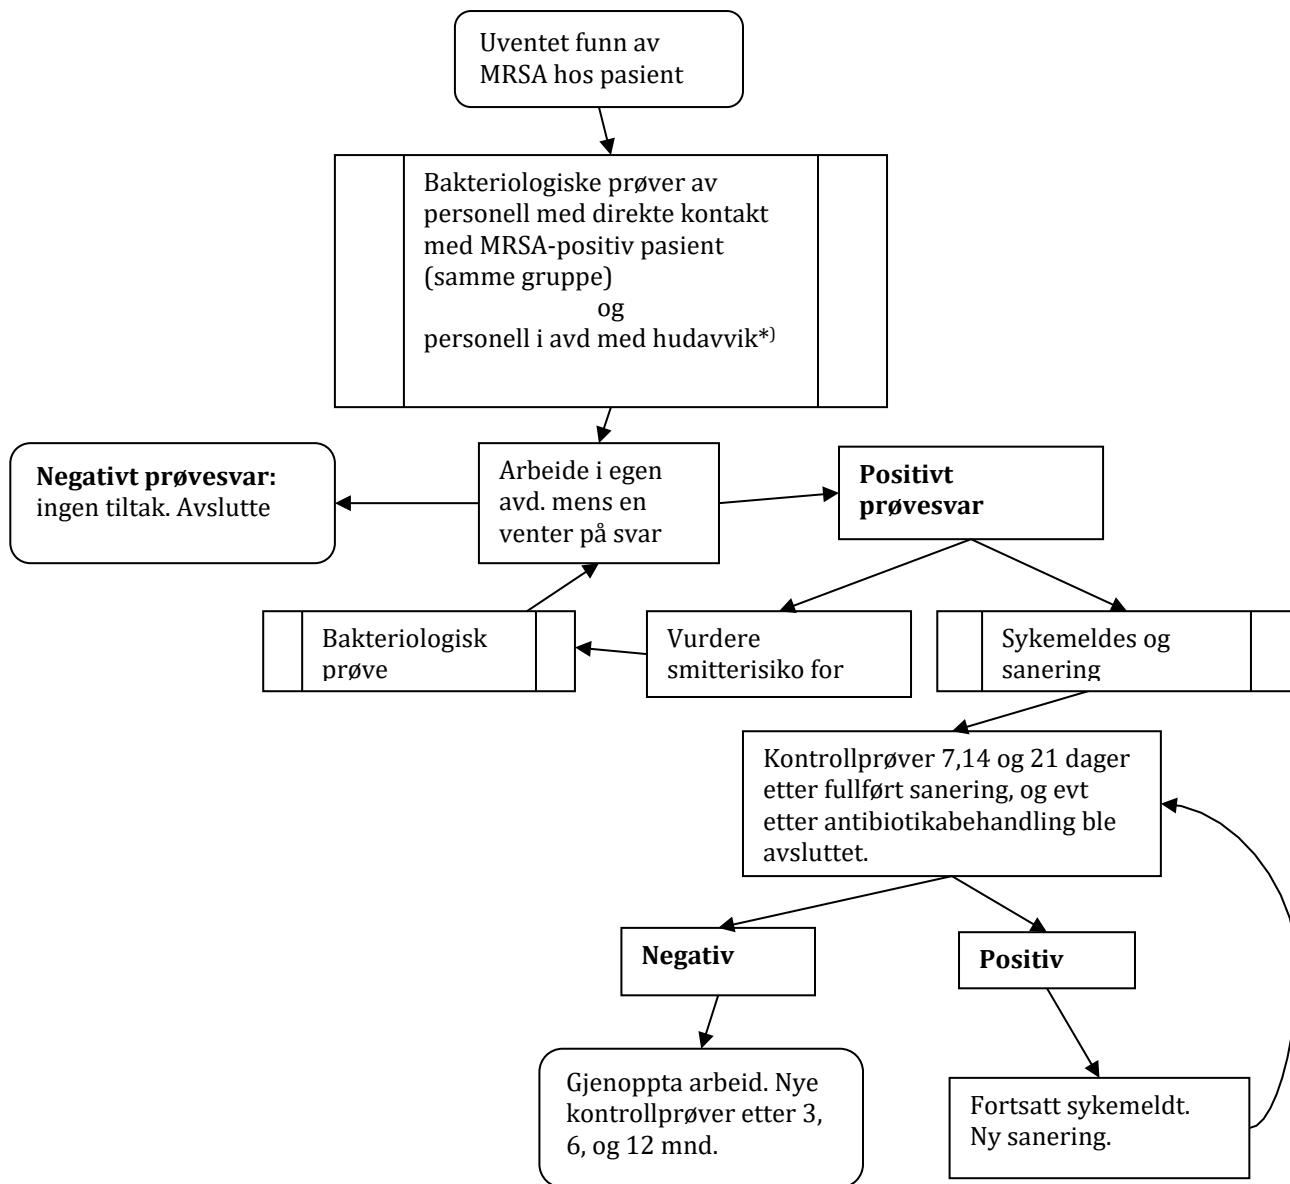 Uventet funn av
MRSA hos pasient
Bakteriologiske prøver av
personell med direkte kontakt
med MRSA-positiv pasient
(samme gruppe)
og
personell i avd med hudavvik*)
Negativt prøvesvar:
ingen tiltak. Avslutte
Arbeide i egen
avd. mens en
venter på svar
Positivt
prøvesvar
Bakteriologisk
prøve
Vurdere
smitterisiko for
Sykemeldes og
sanering
Kontrollprøver 7,14 og 21 dager
etter fullført sanering, og evt
etter antibiotikabehandling ble
avsluttet.
Negativ
Positiv
Gjenoppta arbeid. Nye
kontrollprøver etter 3,
6, og 12 mnd.
Fortsatt sykemeldt.
Ny sanering.